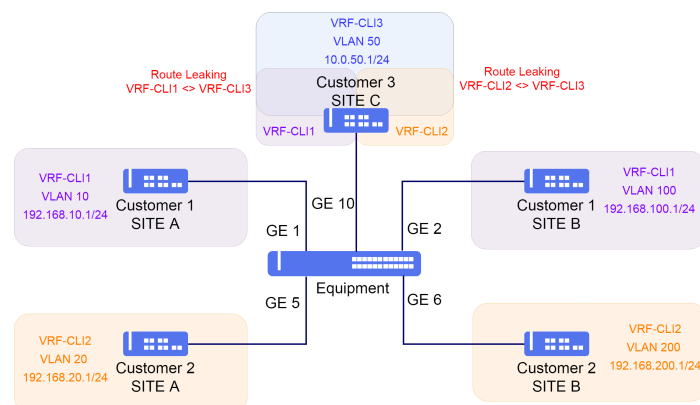 VRF-CLI3
VLAN 50
10.0.50.1/24
Route Leaking
VRF-CLI1 <> VRF-CLI3
Route Leaking
VRF-CLI2 <> VRF-CLI3
Customer 3
SITE C
VRF-CLI1
VRF-CLI2
VRF-CLI1
VLAN 10
192.168.10.1/24
Customer 1
SITE A
GE 10
GE 1
GE 2
Customer 1
SITE B
VRF-CLI1
VLAN 100
192.168.100.1/24
Equipment
GE 5
GE 6
VRF-CLI2
VLAN 20
192.168.20.1/24
Customer 2
SITE A
Customer 2
SITE B
VRF-CLI2
VLAN 200
192.168.200.1/24